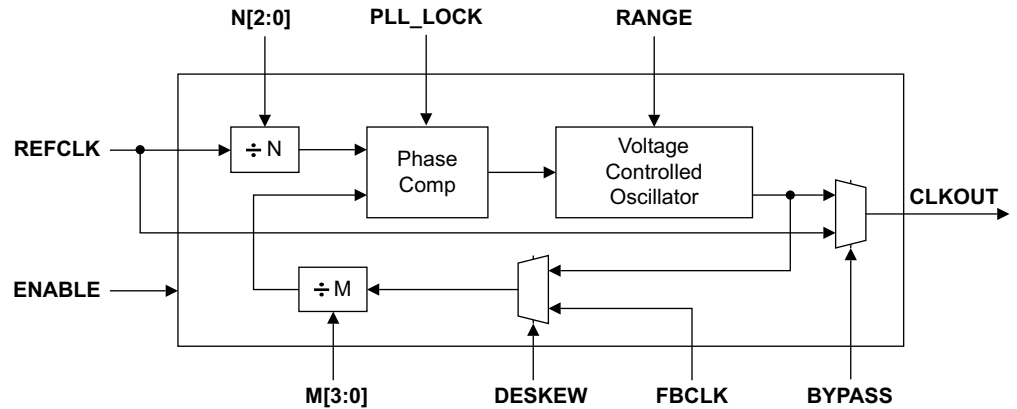 N[2:0]
PLL_LOCK
RANGE
REFCLK
÷ N
Phase
Comp
Voltage
Controlled
Oscillator
CLKOUT
ENABLE
÷ M
M[3:0]
DESKEW
FBCLK
BYPASS